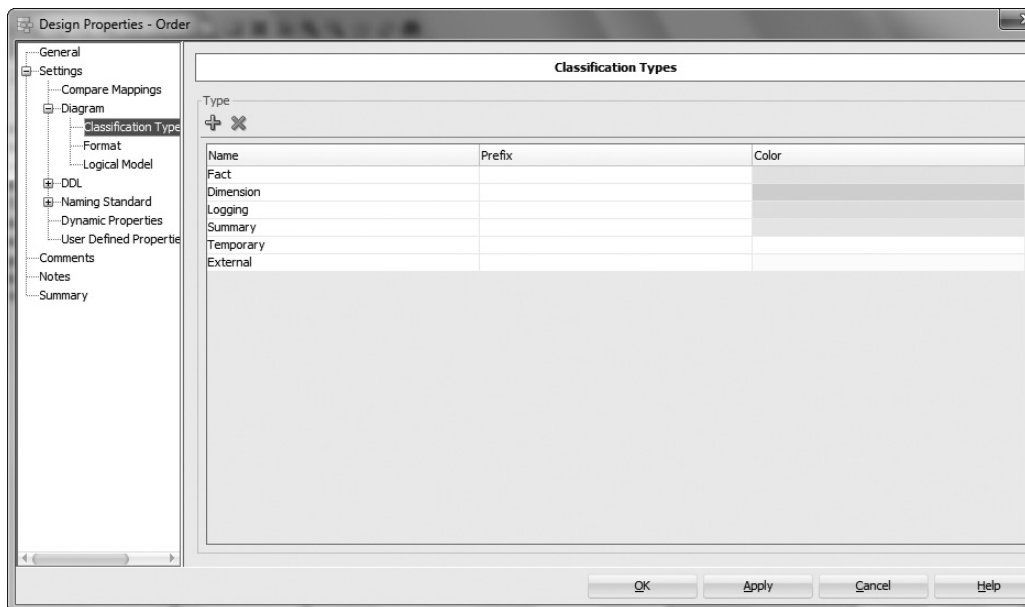 Design Properties - Order
General
Settings
Compare Mappings
Diagram
Classification Type
Format
Logical Model
DDL
Naming Standard
Dynamic Properties
User Defined Propertie
Comments
Notes
Summary
Classification Types
Type
Name Prefix Color
Fact
Dimension
Logging
Summary
Temporary
External
OK Apply Cancel Help